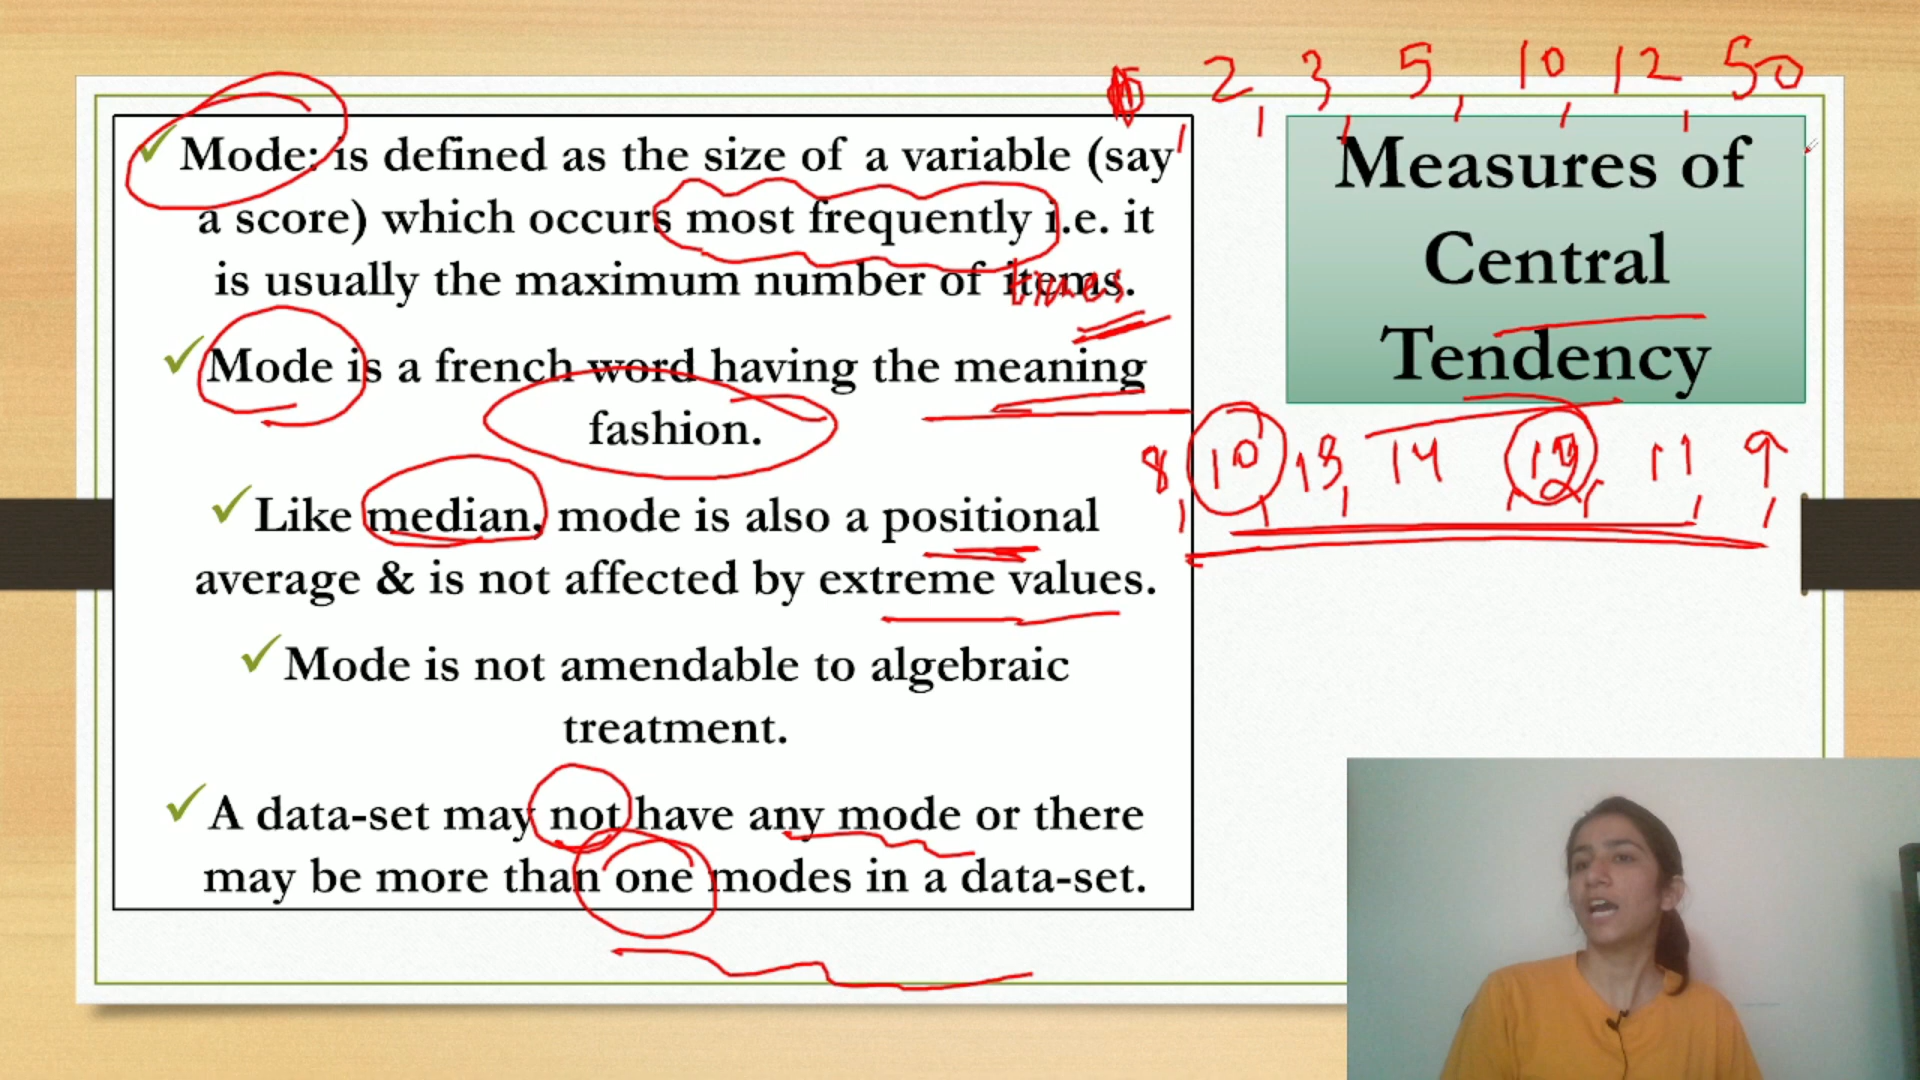 2, 3, 5, 10, 12, 50
✓Mode: is defined as the size of a variable (say
a score) which occurs most frequently i.e. it
is usually the maximum number of items.
times
✓Mode is a french word having the meaning
fashion.
✓Like median, mode is also a positional
average & is not affected by extreme values.
✓Mode is not amendable to algebraic
treatment.
✓A data-set may not have any mode or there
may be more than one modes in a data-set.
Measures of
Central
Tendency
8, 10, 13, 14, 11, 9